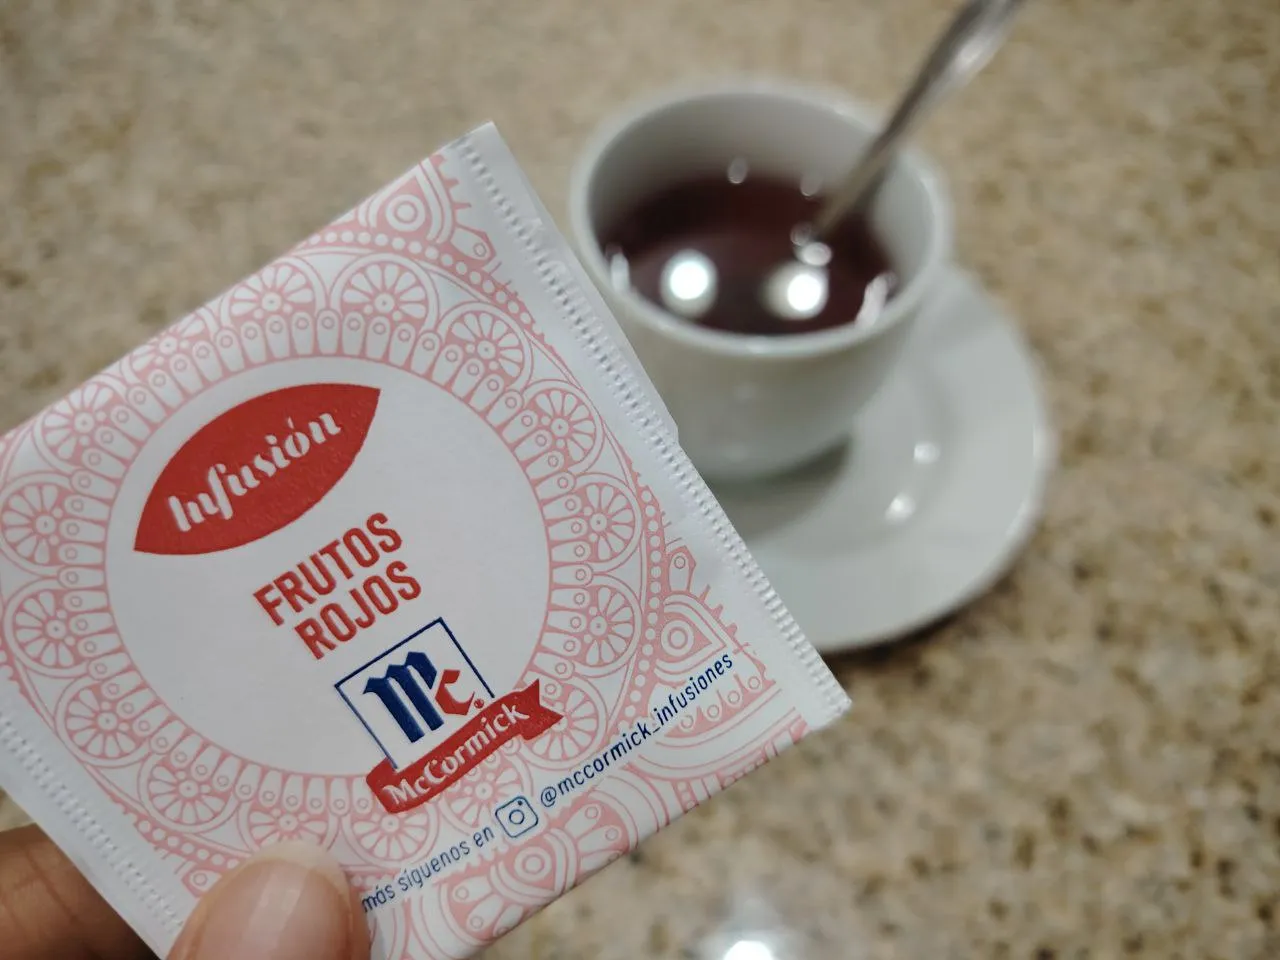 Infusión
FRUTOS
ROJOS
Mc®
McCormick
más síguenos en @mccormick_infusiones